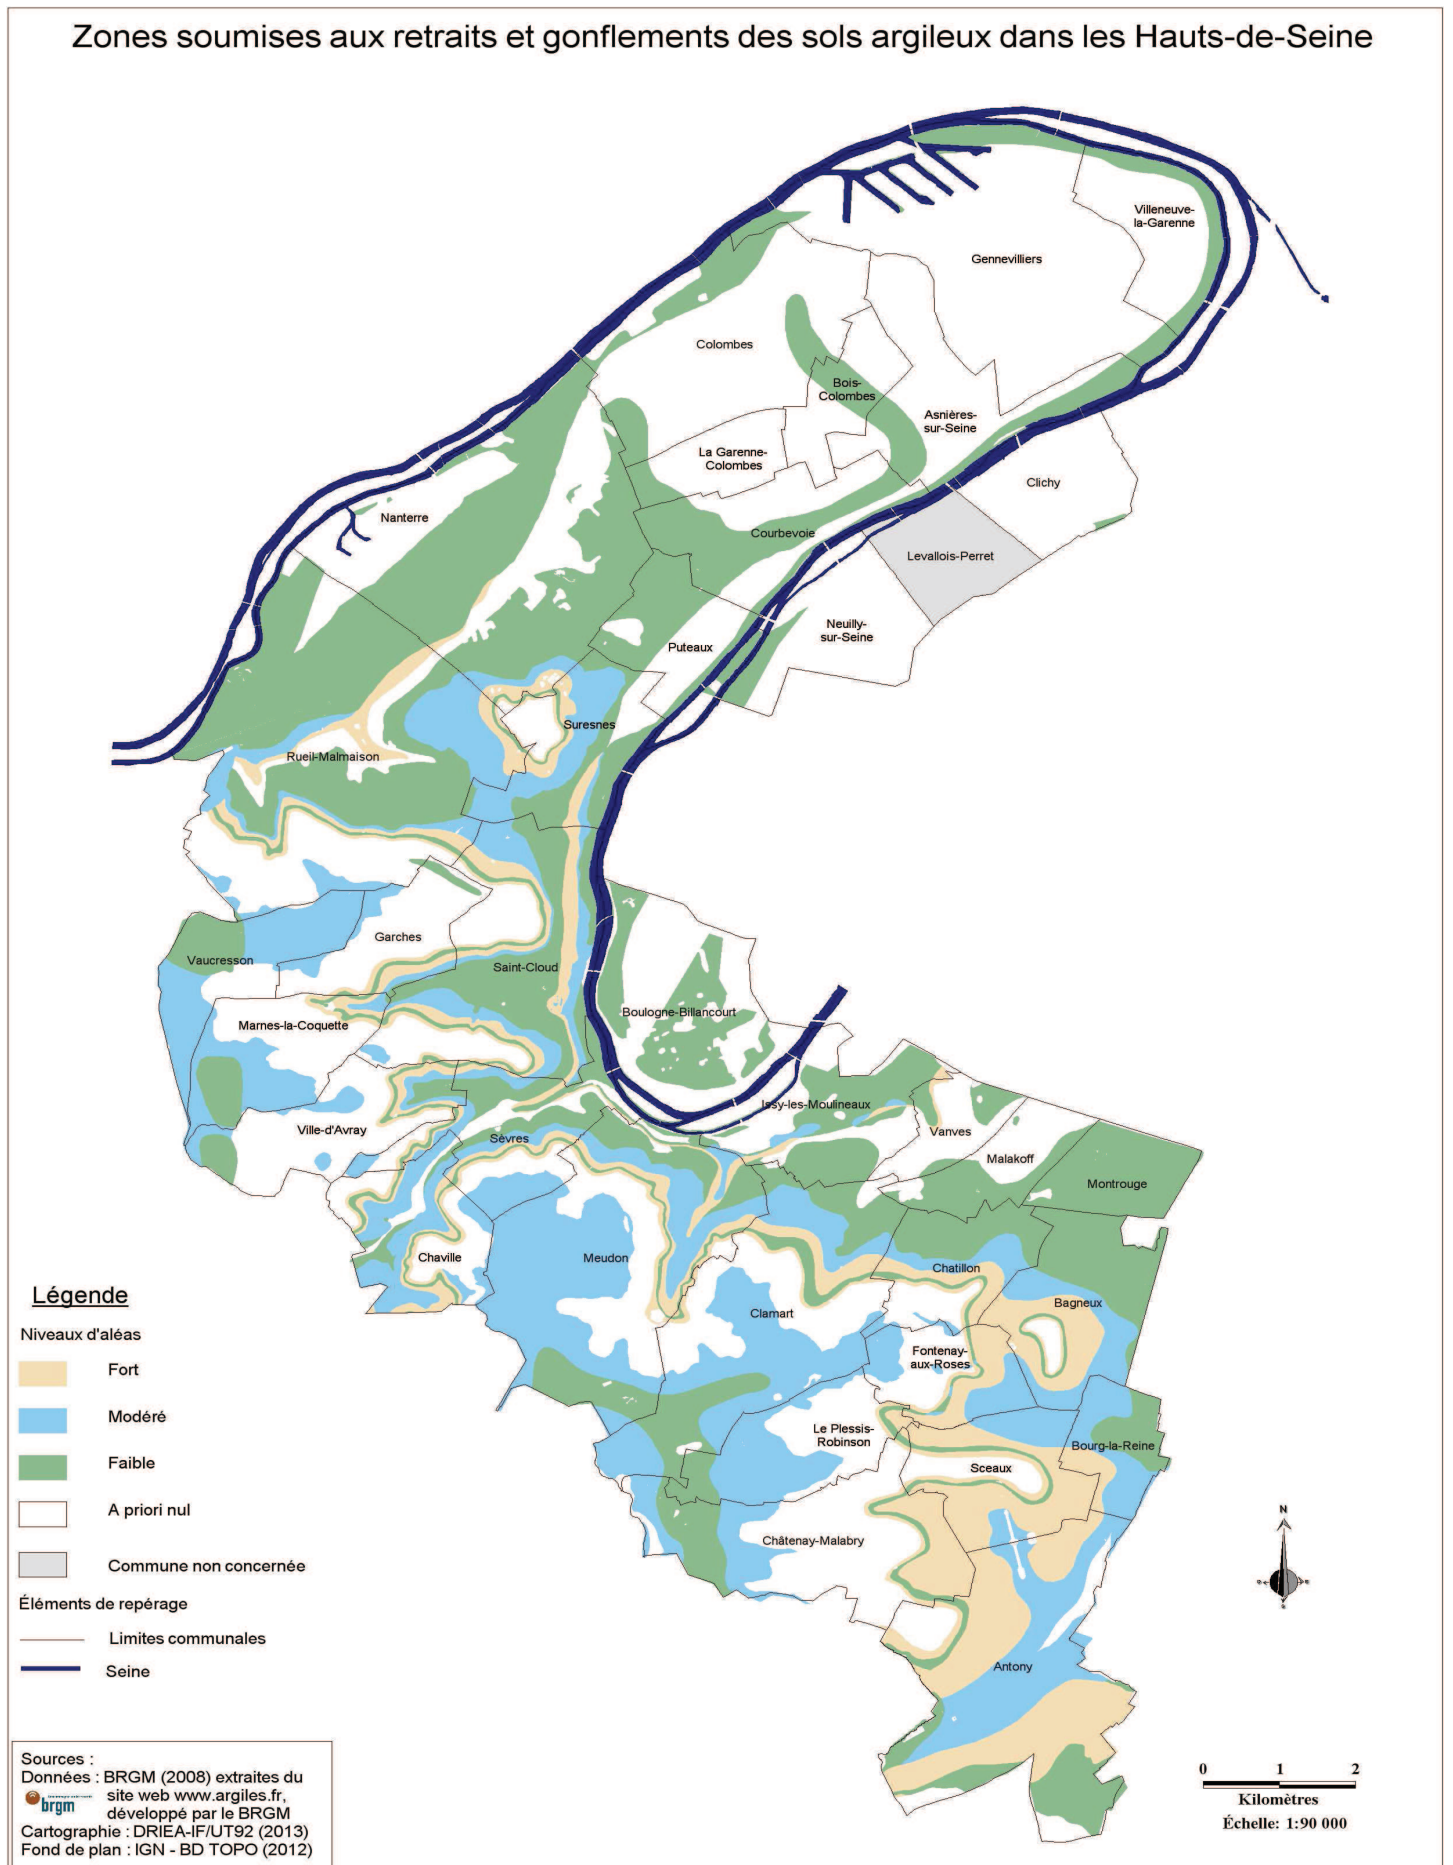 Zones soumises aux retraits et gonflements des sols argileux dans les Hauts-de-Seine
Villeneuve-
la-Garenne
Gennevilliers
Colombes
Bois-
Colombes
Asnières-
sur-Seine
La Garenne-
Colombes
Clichy
Nanterre
Courbevoie
Levallois-Perret
Neuilly-
sur-Seine
Puteaux
Suresnes
Rueil-Malmaison
Garches
Vaucresson
Saint-Cloud
Boulogne-Billancourt
Marnes-la-Coquette
Issy-les-Moulineaux
Ville-d'Avray
Sèvres
Vanves
Malakoff
Montrouge
Chaville
Meudon
Chatillon
Clamart
Bagneux
Fontenay-
aux-Roses
Le Plessis-
Robinson
Bourg-la-Reine
Sceaux
Châtenay-Malabry
Antony
Légende
Niveaux d'aléas
Fort
Modéré
Faible
A priori nul
Commune non concernée
Éléments de repérage
Limites communales
Seine
N
0 1 2
Kilomètres
Échelle: 1:90 000
Sources :
Données : BRGM (2008) extraites du
site web www.argiles.fr,
brgm
développé par le BRGM
Cartographie : DRIEA-IF/UT92 (2013)
Fond de plan : IGN - BD TOPO (2012)